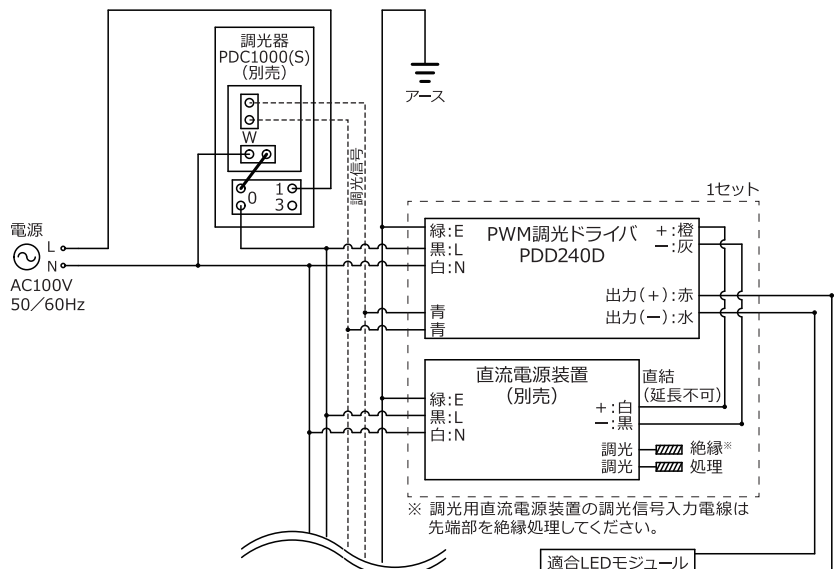 調光器
PDC1000(S)
(別売)
W
0
1
3
調光信号
アース
1セット
電源
L
N
AC100V
50/60Hz
緑:E
黒:L
白:N
青
青
PWM調光ドライバ
PDD240D
+:橙
ー:灰
出力(+):赤
出力(ー):水
緑:E
黒:L
白:N
直流電源装置
(別売)
+:白
ー:黒
調光
調光
直結
(延長不可)
絶縁※
処理
※ 調光用直流電源装置の調光信号入力電線は
先端部を絶縁処理してください。
適合LEDモジュール